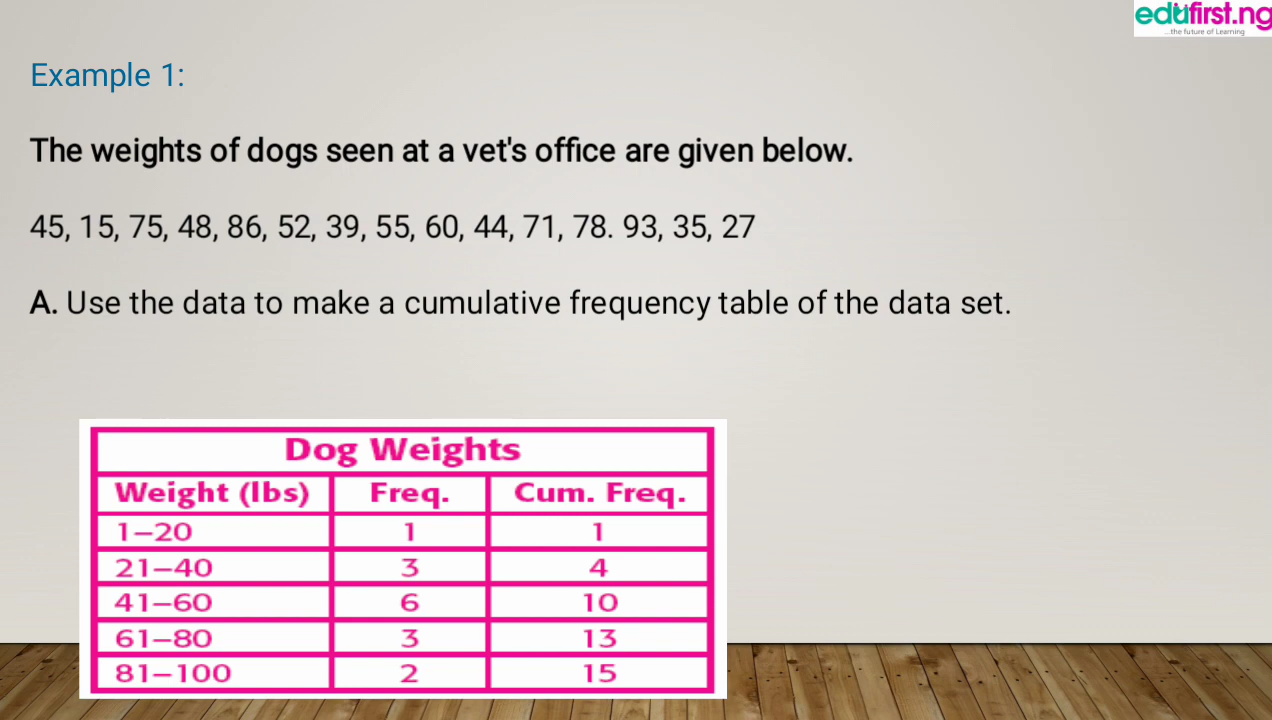 edufirst.ng
...the future of Learning
Example 1:
The weights of dogs seen at a vet's office are given below.
45, 15, 75, 48, 86, 52, 39, 55, 60, 44, 71, 78. 93, 35, 27
A. Use the data to make a cumulative frequency table of the data set.
Dog Weights
Weight (lbs) Freq. Cum. Freq.
1–20 1 1
21–40 3 4
41–60 6 10
61–80 3 13
81–100 2 15